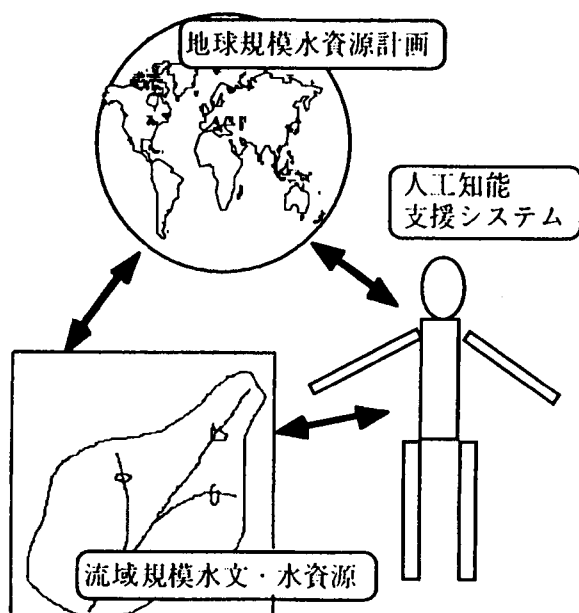 地球規模水資源計画
人工知能
支援システム
流域規模水文・水資源